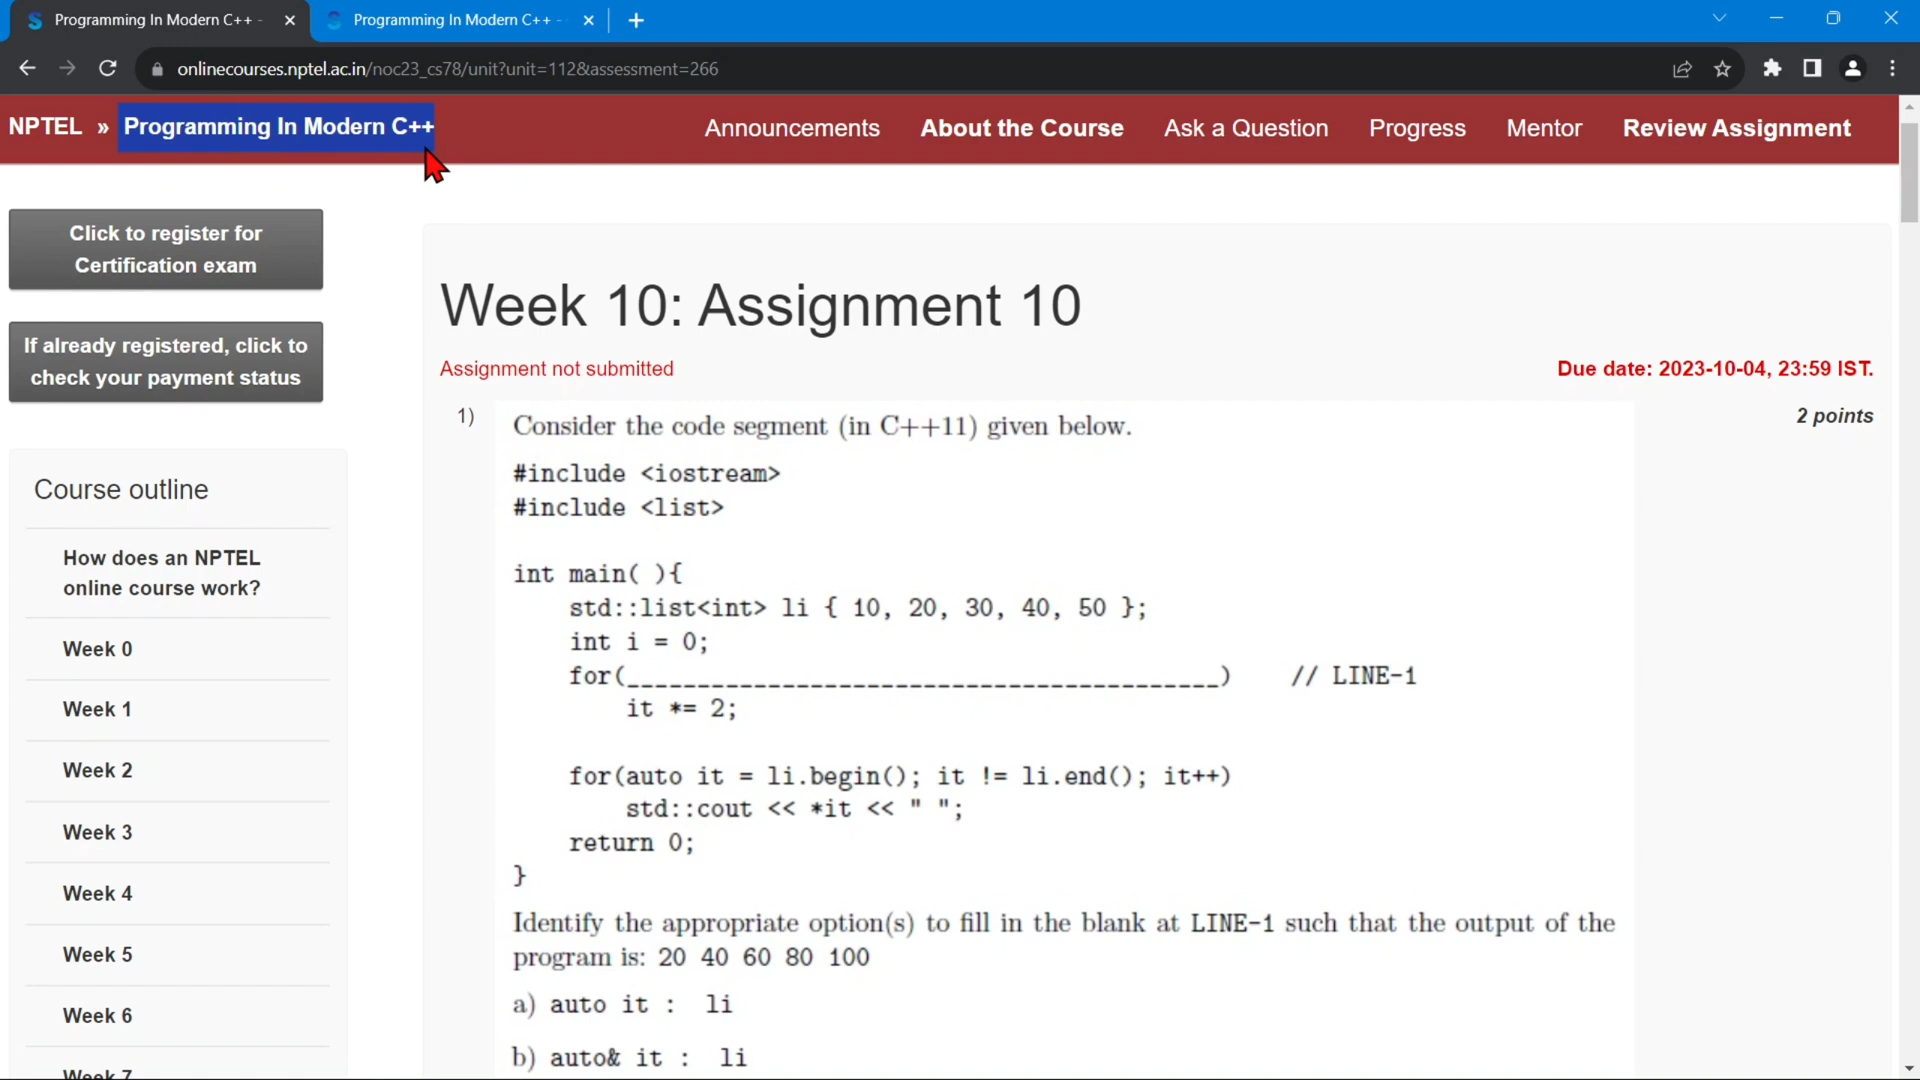 Programming In Modern C++ -
Programming In Modern C++ -
onlinecourses.nptel.ac.in/noc23_cs78/unit?unit=112&assessment=266
NPTEL » Programming In Modern C++
Announcements About the Course Ask a Question Progress Mentor Review Assignment
Click to register for
Certification exam
If already registered, click to
check your payment status
Course outline
How does an NPTEL
online course work?
Week 0
Week 1
Week 2
Week 3
Week 4
Week 5
Week 6
Week 7
Week 10: Assignment 10
Assignment not submitted
Due date: 2023-10-04, 23:59 IST.
1)
2 points
Consider the code segment (in C++11) given below.
#include <iostream>
#include <list>
int main( ){
std::list<int> li { 10, 20, 30, 40, 50 };
int i = 0;
for(__________________________________________) // LINE-1
it *= 2;
for(auto it = li.begin(); it != li.end(); it++)
std::cout << *it << " ";
return 0;
}
Identify the appropriate option(s) to fill in the blank at LINE-1 such that the output of the
program is: 20 40 60 80 100
a) auto it : li
b) auto& it : li